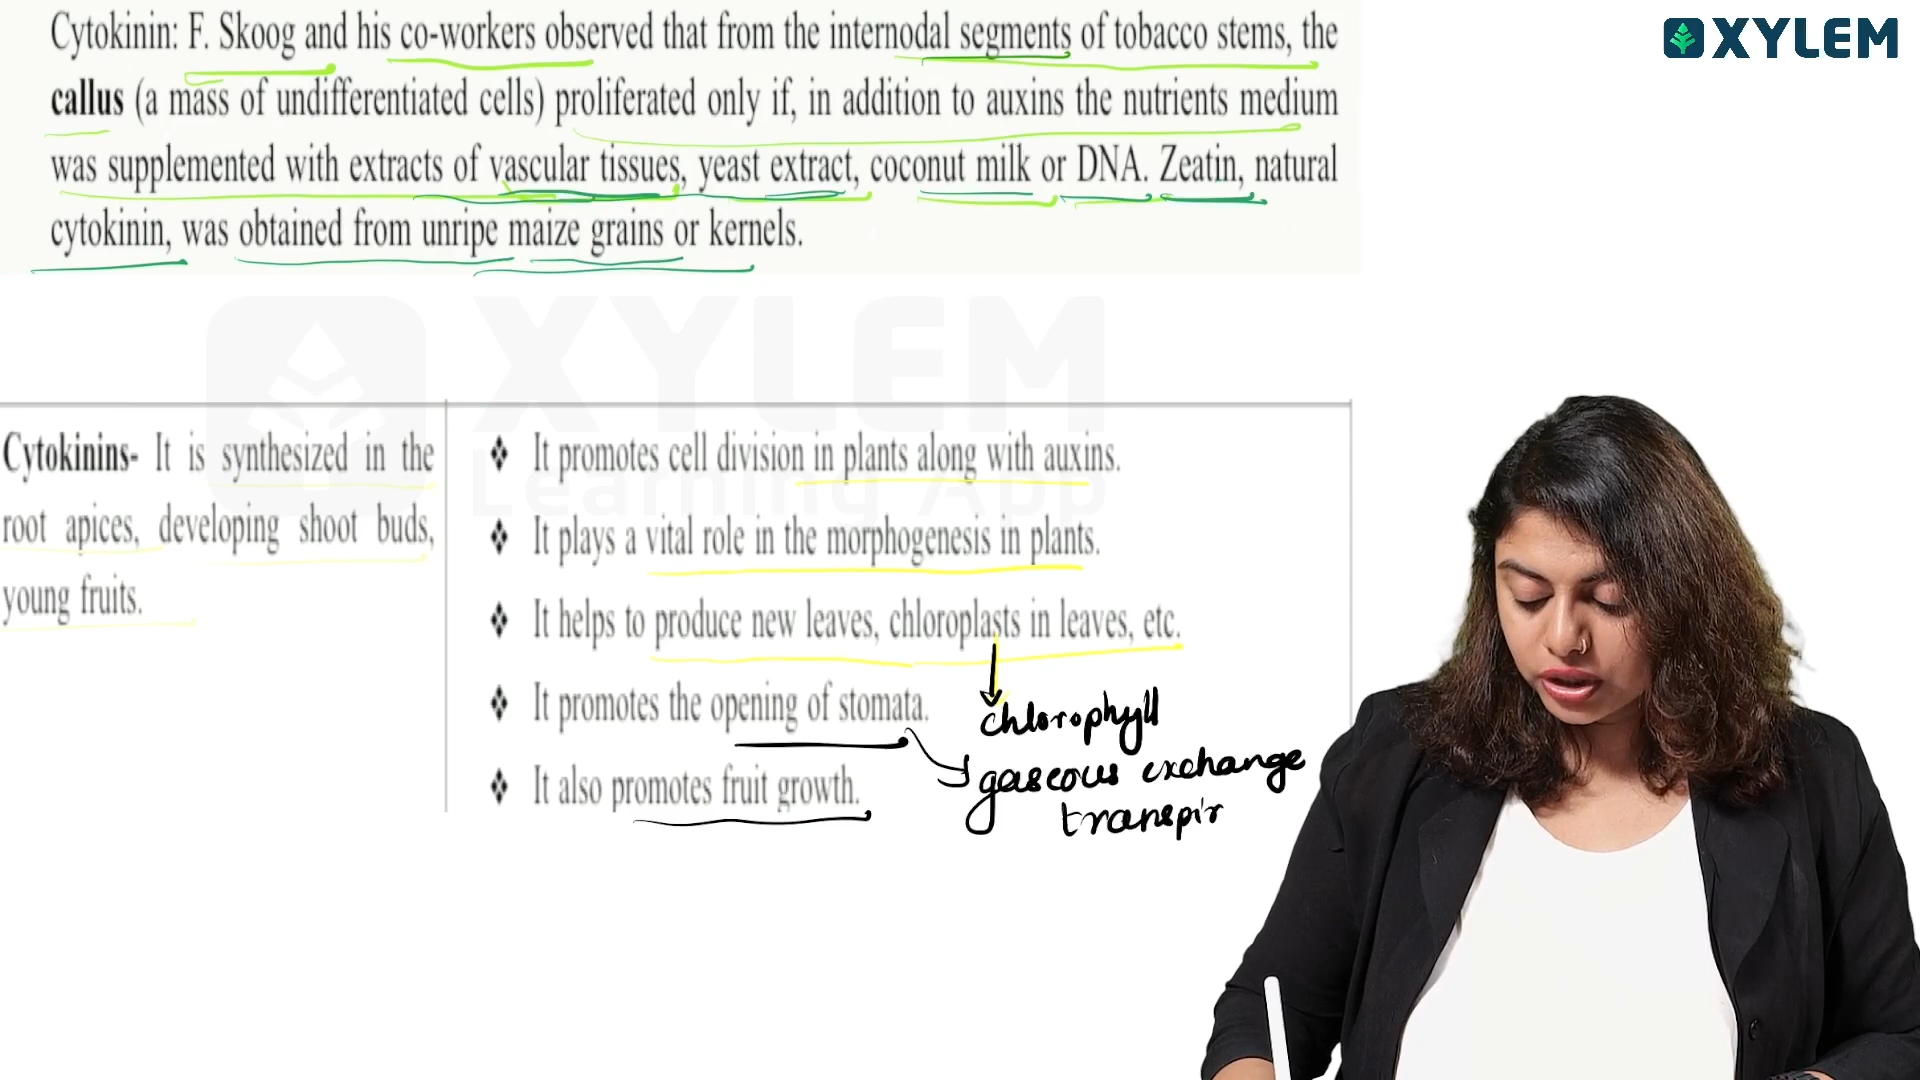 Cytokinin: F. Skoog and his co-workers observed that from the internodal segments of tobacco stems, the
XYLEM
callus (a mass of undifferentiated cells) proliferated only if, in addition to auxins the nutrients medium
was supplemented with extracts of vascular tissues, yeast extract, coconut milk or DNA. Zeatin, natural
cytokinin, was obtained from unripe maize grains or kernels.
XYLEM
Learning App
Cytokinins- It is synthesized in the
root apices, developing shoot buds,
young fruits.
❖ It promotes cell division in plants along with auxins.
❖ It plays a vital role in the morphogenesis in plants.
❖ It helps to produce new leaves, chloroplasts in leaves, etc.
❖ It promotes the opening of stomata.
chlorophyll
gaseous exchange
transpir
❖ It also promotes fruit growth.